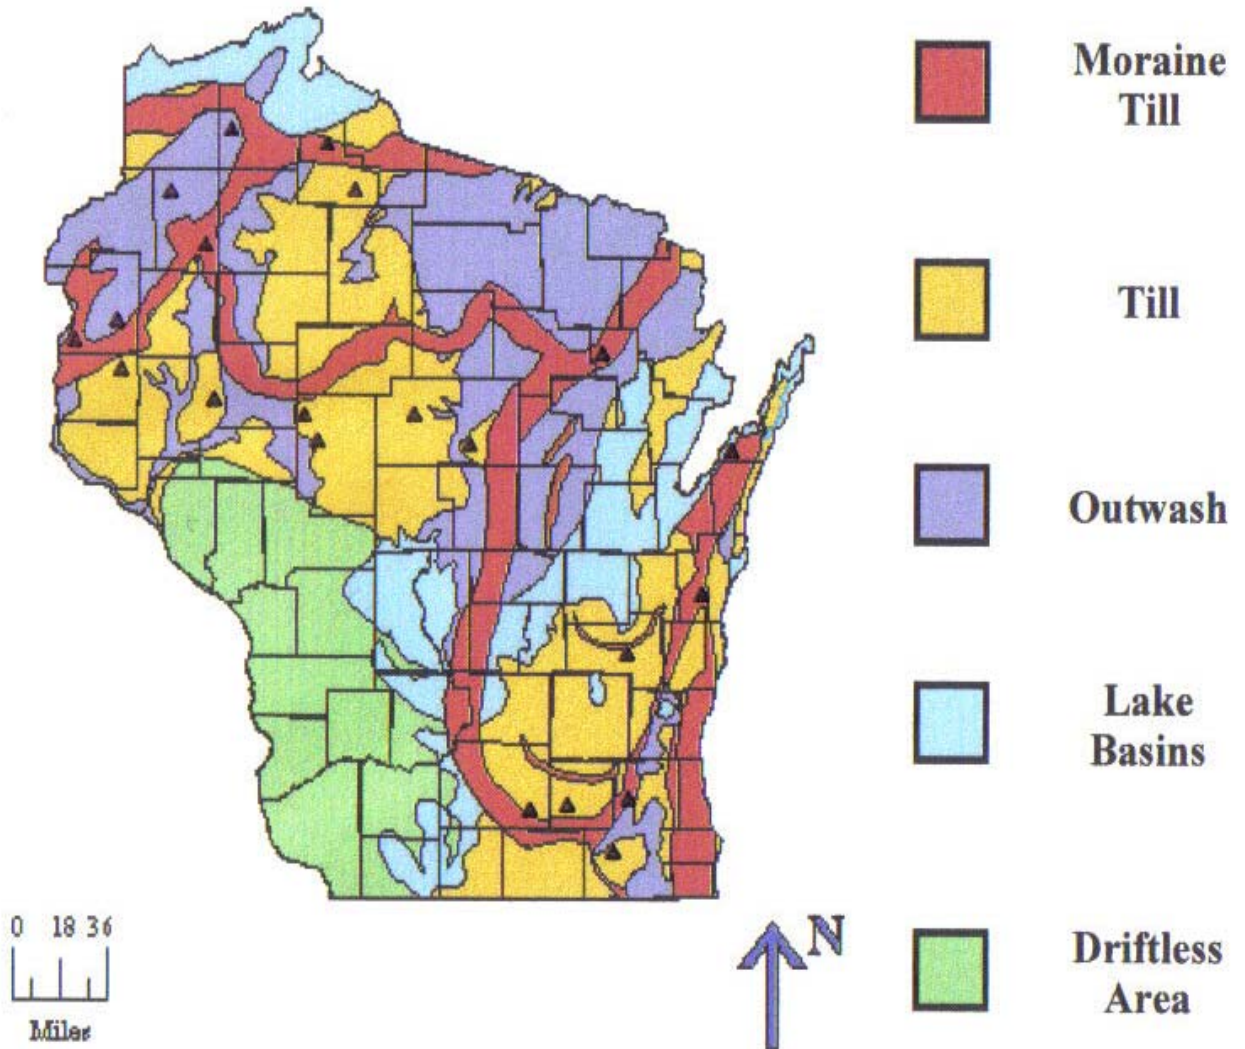 Moraine
Till
Till
Outwash
Lake
Basins
Driftless
Area
0 18 36
Miles
N